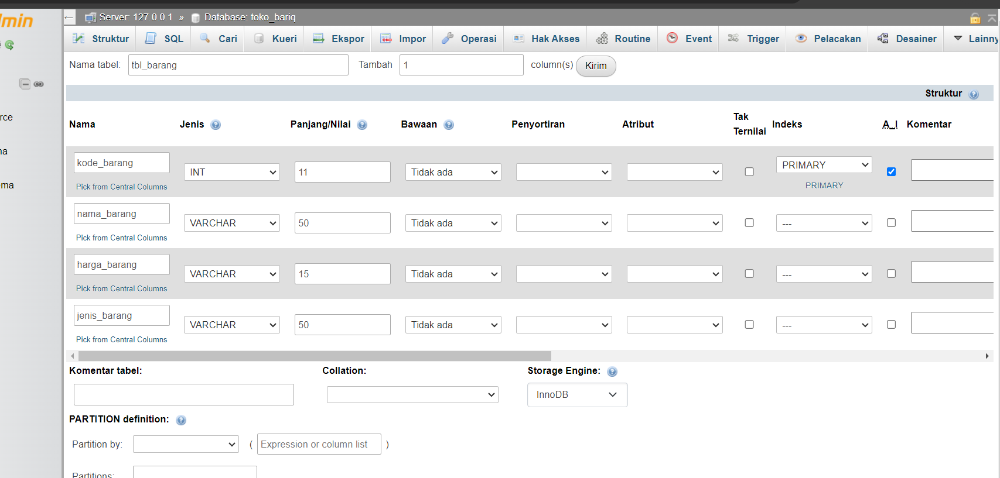 dmin
← Server: 127.0.0.1 » Database: toko_bariq
Struktur SQL Cari Kueri Ekspor Impor Operasi Hak Akses Routine Event Trigger Pelacakan Desainer Lainny
Nama tabel: tbl_barang Tambah 1 column(s) Kirim
Struktur
rce
na
ma
Nama Jenis Panjang/Nilai Bawaan Penyortiran Atribut Tak Ternilai Indeks A_I Komentar
kode_barang INT 11 Tidak ada PRIMARY
Pick from Central Columns PRIMARY
nama_barang VARCHAR 50 Tidak ada ---
Pick from Central Columns
harga_barang VARCHAR 15 Tidak ada ---
Pick from Central Columns
jenis_barang VARCHAR 50 Tidak ada ---
Pick from Central Columns
Komentar tabel: Collation: Storage Engine:
InnoDB
PARTITION definition:
Partition by: ( Expression or column list )
Partitions: